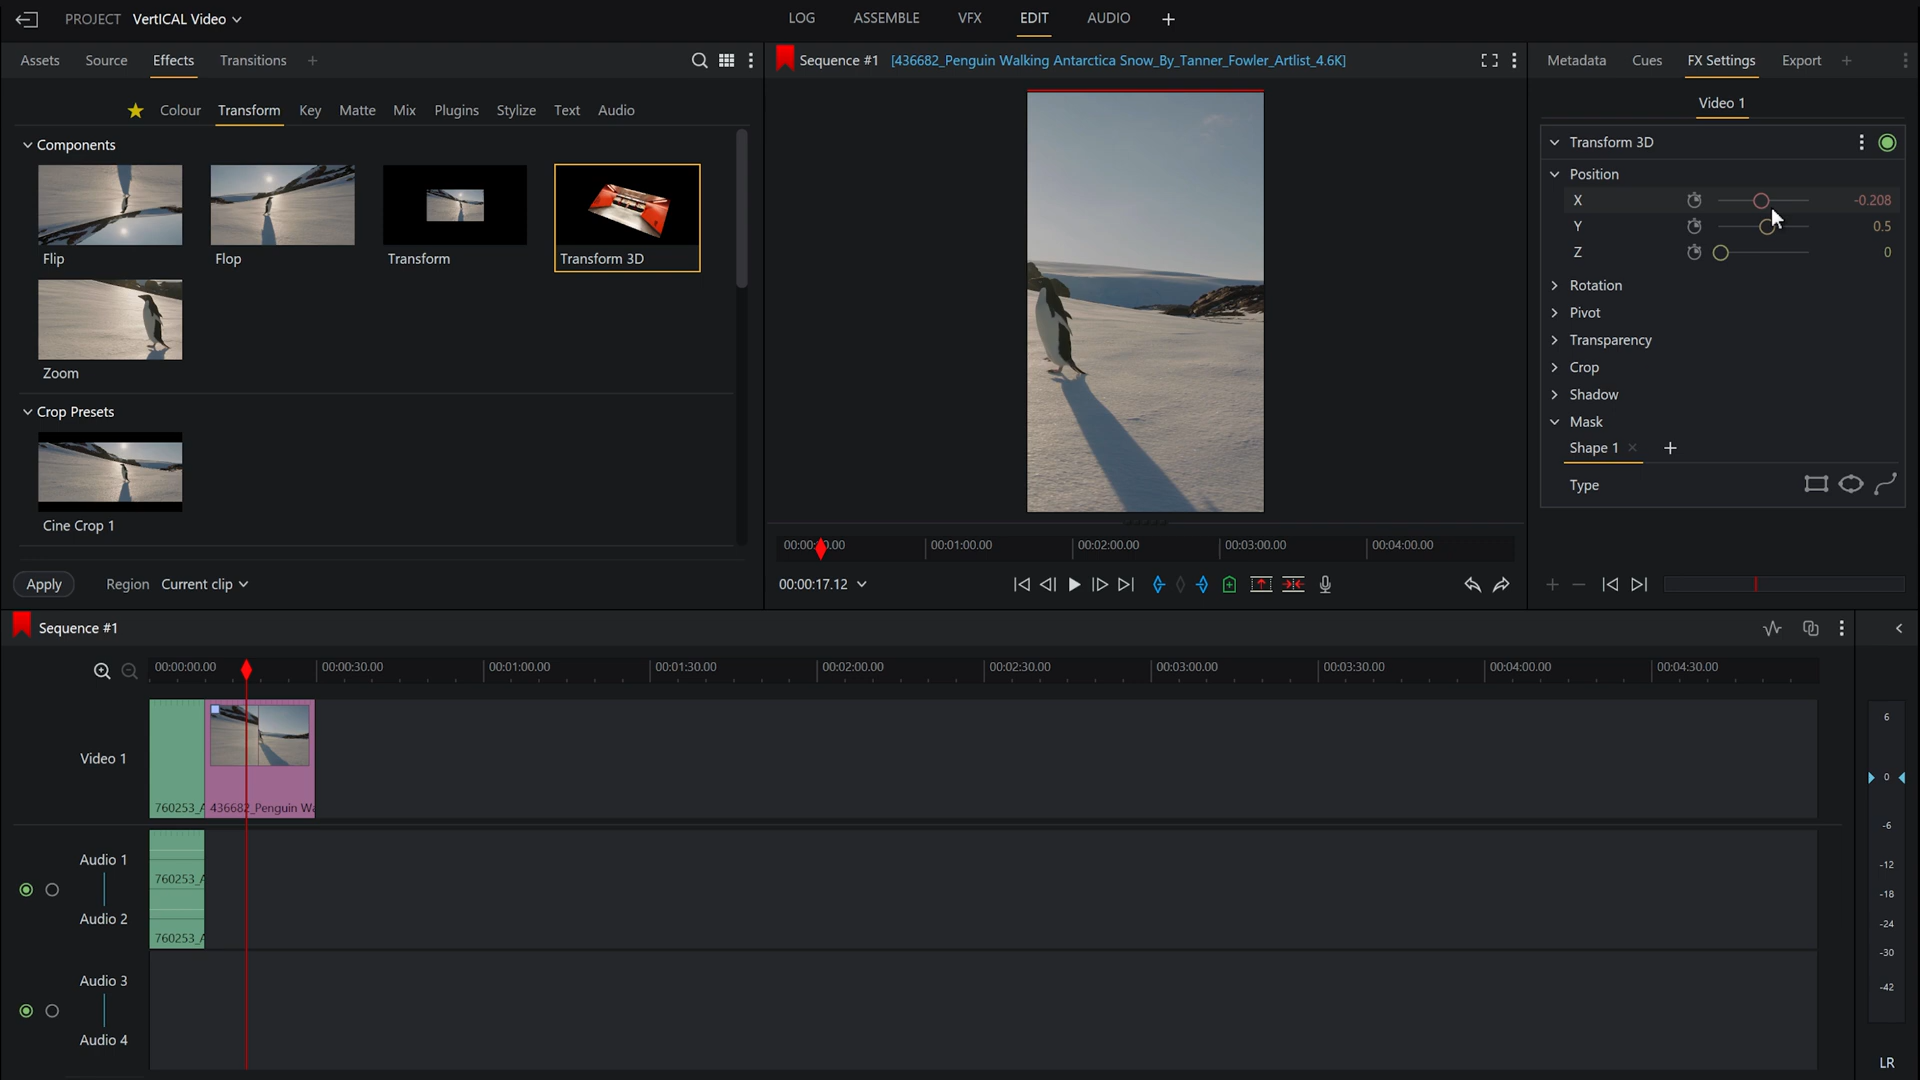 PROJECT VertICAL Video
LOG ASSEMBLE VFX EDIT AUDIO +
Assets Source Effects Transitions +
Sequence #1 [436682_Penguin Walking Antarctica Snow_By_Tanner_Fowler_Artlist_4.6K]
Metadata Cues FX Settings Export +
Colour Transform Key Matte Mix Plugins Stylize Text Audio
Video 1
Components
Flip Flop Transform Transform 3D
Zoom
Crop Presets
Cine Crop 1
Apply Region Current clip
Transform 3D
Position
X -0.208
Y 0.5
Z 0
Rotation
Pivot
Transparency
Crop
Shadow
Mask
Shape 1 × +
Type
00:01:00.00 00:02:00.00 00:03:00.00 00:04:00.00
00:00:17.12
Sequence #1
00:00:00.00 00:00:30.00 00:01:00.00 00:01:30.00 00:02:00.00 00:02:30.00 00:03:00.00 00:03:30.00 00:04:00.00 00:04:30.00
Video 1
760253_ 436682_Penguin
Audio 1
760253_
Audio 2
760253_
Audio 3
Audio 4
6
0
-6
-12
-18
-24
-30
-42
LR